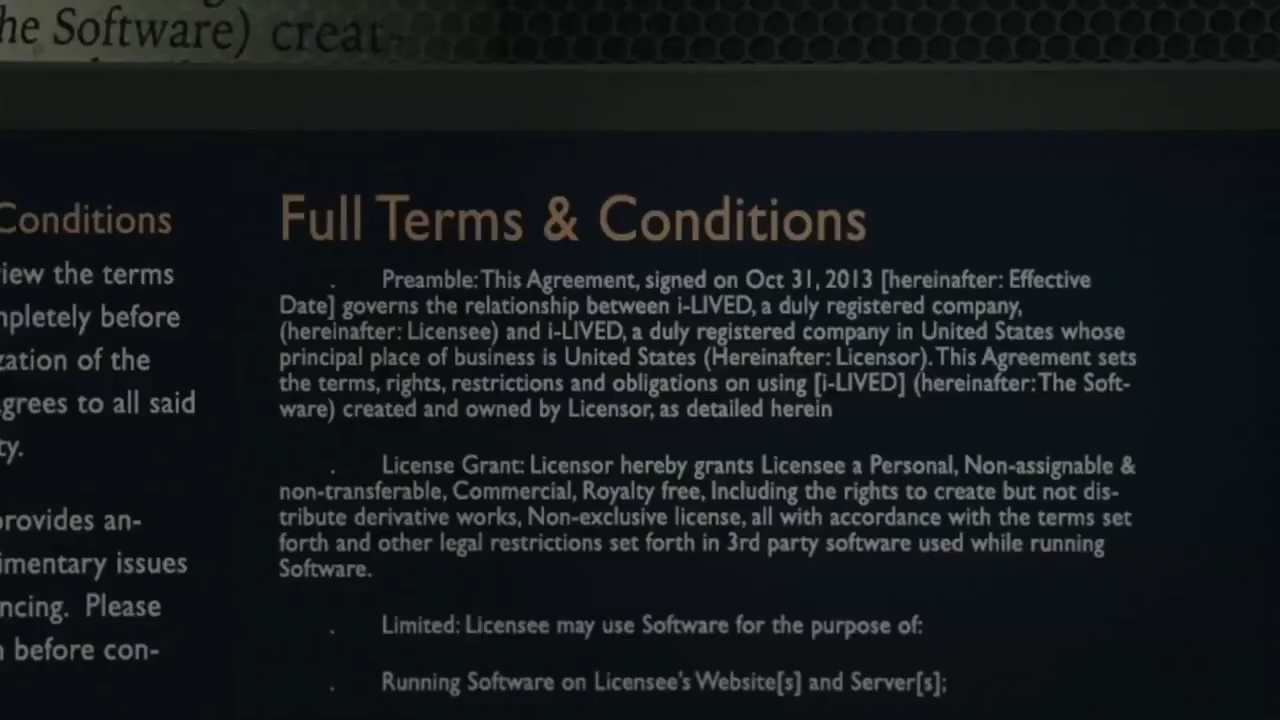 he Software) creat-
Conditions
iew the terms
mpletely before
zation of the
grees to all said
ty.
provides an-
imentary issues
ncing. Please
n before con-
Full Terms & Conditions
. Preamble: This Agreement, signed on Oct 31, 2013 [hereinafter: Effective
Date] governs the relationship between i-LIVED, a duly registered company,
(hereinafter: Licensee) and i-LIVED, a duly registered company in United States whose
principal place of business is United States (Hereinafter: Licensor). This Agreement sets
the terms, rights, restrictions and obligations on using [i-LIVED] (hereinafter: The Soft-
ware) created and owned by Licensor, as detailed herein
. License Grant: Licensor hereby grants Licensee a Personal, Non-assignable &
non-transferable, Commercial, Royalty free, Including the rights to create but not dis-
tribute derivative works, Non-exclusive license, all with accordance with the terms set
forth and other legal restrictions set forth in 3rd party software used while running
Software.
. Limited: Licensee may use Software for the purpose of:
. Running Software on Licensee's Website[s] and Server[s];